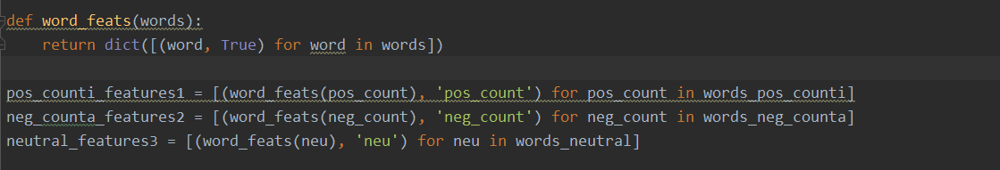 def word_feats(words):
    return dict([(word, True) for word in words])
pos_counti_features1 = [(word_feats(pos_count), 'pos_count') for pos_count in words_pos_counti]
neg_counta_features2 = [(word_feats(neg_count), 'neg_count') for neg_count in words_neg_counta]
neutral_features3 = [(word_feats(neu), 'neu') for neu in words_neutral]